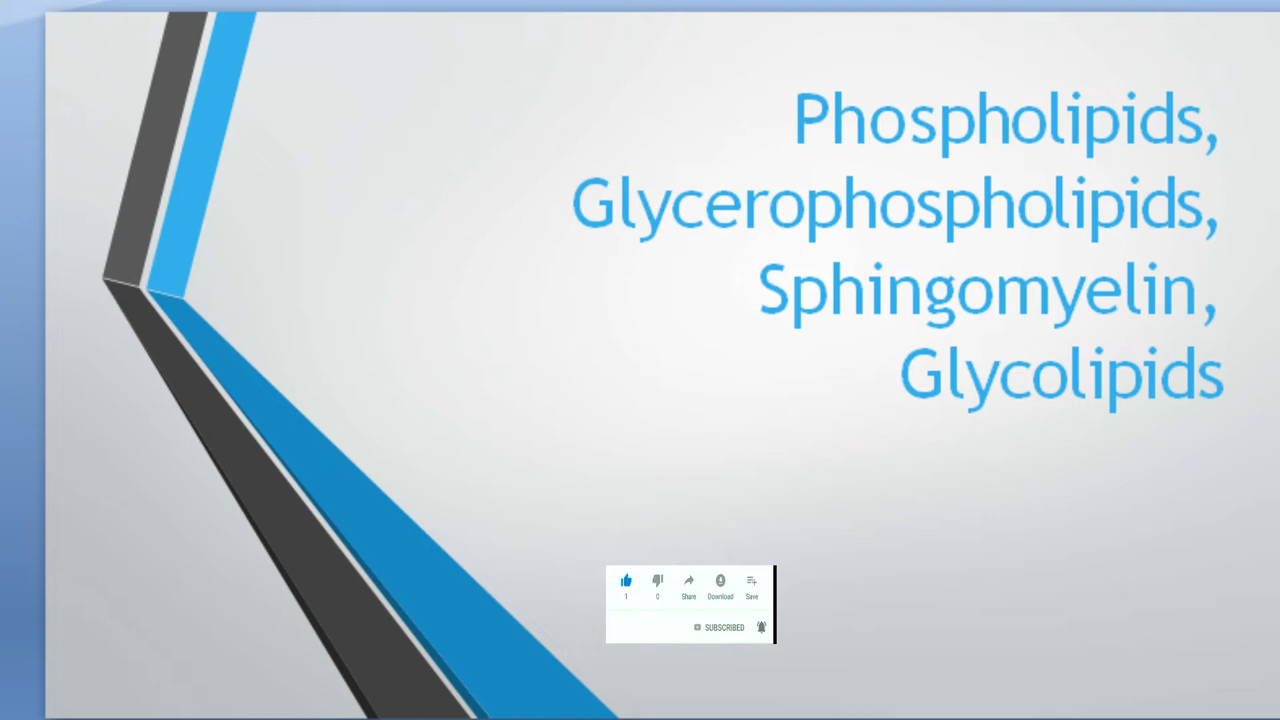 Phospholipids,
Glycerophospholipids,
Sphingomyelin,
Glycolipids
1 0 Share Download Save
SUBSCRIBED